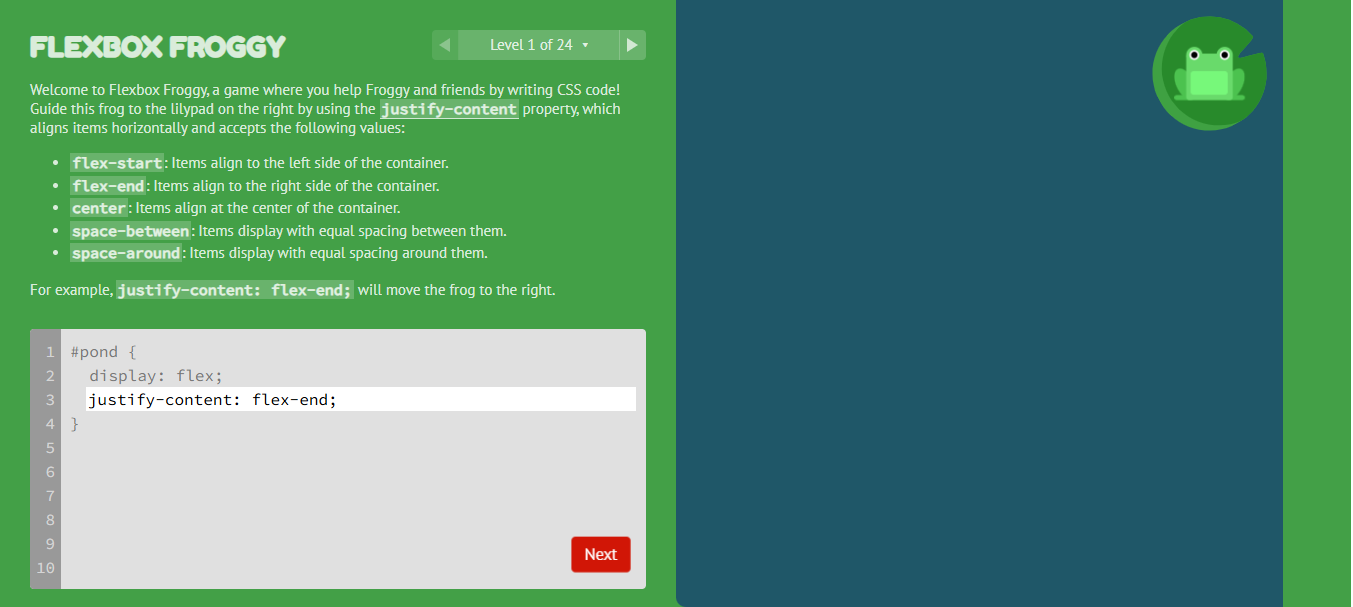 FLEXBOX FROGGY
Level 1 of 24
Welcome to Flexbox Froggy, a game where you help Froggy and friends by writing CSS code!
Guide this frog to the lilypad on the right by using the justify-content property, which
aligns items horizontally and accepts the following values:
• flex-start: Items align to the left side of the container.
• flex-end: Items align to the right side of the container.
• center: Items align at the center of the container.
• space-between: Items display with equal spacing between them.
• space-around: Items display with equal spacing around them.
For example, justify-content: flex-end; will move the frog to the right.
1 #pond {
2 display: flex;
3 justify-content: flex-end;
4 }
5
6
7
8
9
10
Next